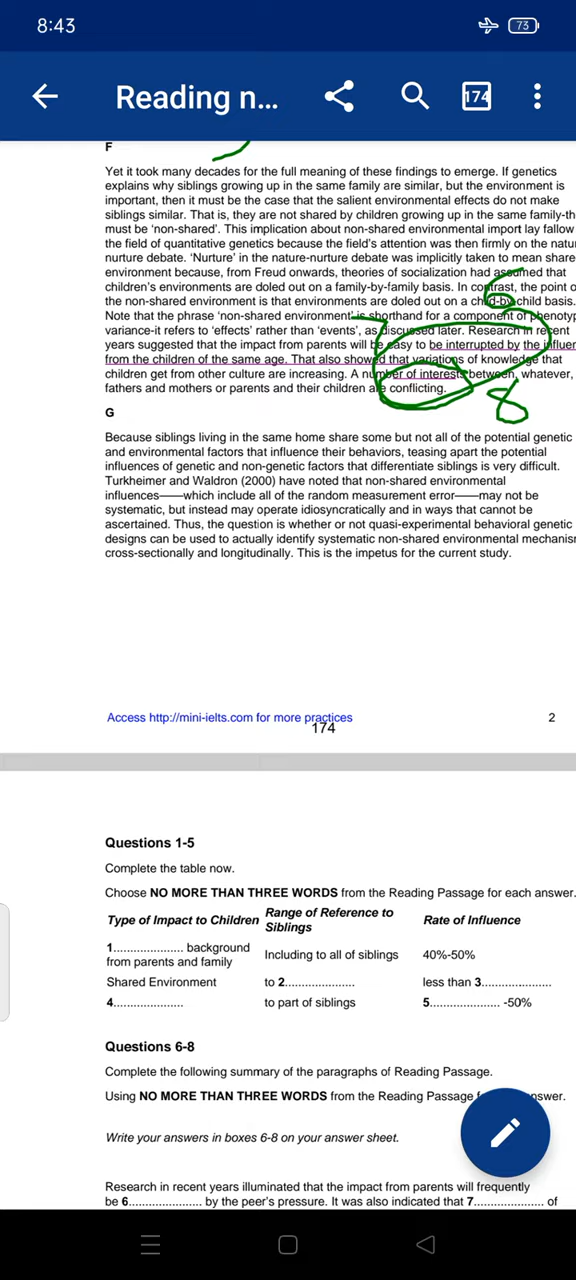 8:43
73
Reading n...
174
F
Yet it took many decades for the full meaning of these findings to emerge. If genetics
explains why siblings growing up in the same family are similar, but the environment is
important, then it must be the case that the salient environmental effects do not make
siblings similar. That is, they are not shared by children growing up in the same family-th
must be 'non-shared'. This implication about non-shared environmental import lay fallow
the field of quantitative genetics because the field's attention was then firmly on the natu
nurture debate. 'Nurture' in the nature-nurture debate was implicitly taken to mean share
environment because, from Freud onwards, theories of socialization had assumed that
children's environments are doled out on a family-by-family basis. In contrast, the point o
the non-shared environment is that environments are doled out on a child-by-child basis.
Note that the phrase 'non-shared environment' is shorthand for a component of phenotyp
variance-it refers to 'effects' rather than 'events', as discussed later. Research in recent
years suggested that the impact from parents will be easy to be interrupted by the influen
from the children of the same age. That also showed that variations of knowledge that
children get from other culture are increasing. A number of interests between, whatever,
fathers and mothers or parents and their children are conflicting.
8
G
Because siblings living in the same home share some but not all of the potential genetic
and environmental factors that influence their behaviors, teasing apart the potential
influences of genetic and non-genetic factors that differentiate siblings is very difficult.
Turkheimer and Waldron (2000) have noted that non-shared environmental
influences——which include all of the random measurement error——may not be
systematic, but instead may operate idiosyncratically and in ways that cannot be
ascertained. Thus, the question is whether or not quasi-experimental behavioral genetic
designs can be used to actually identify systematic non-shared environmental mechanism
cross-sectionally and longitudinally. This is the impetus for the current study.
Access http://mini-ielts.com for more practices
2
174
Questions 1-5
Complete the table now.
Choose NO MORE THAN THREE WORDS from the Reading Passage for each answer.
Type of Impact to Children Range of Reference to Siblings Rate of Influence
1.................... background from parents and family Including to all of siblings 40%-50%
Shared Environment to 2.................... less than 3....................
4.................... to part of siblings 5.................... -50%
Questions 6-8
Complete the following summary of the paragraphs of Reading Passage.
Using NO MORE THAN THREE WORDS from the Reading Passage f nswer.
Write your answers in boxes 6-8 on your answer sheet.
Research in recent years illuminated that the impact from parents will frequently
be 6..................... by the peer's pressure. It was also indicated that 7.................... of